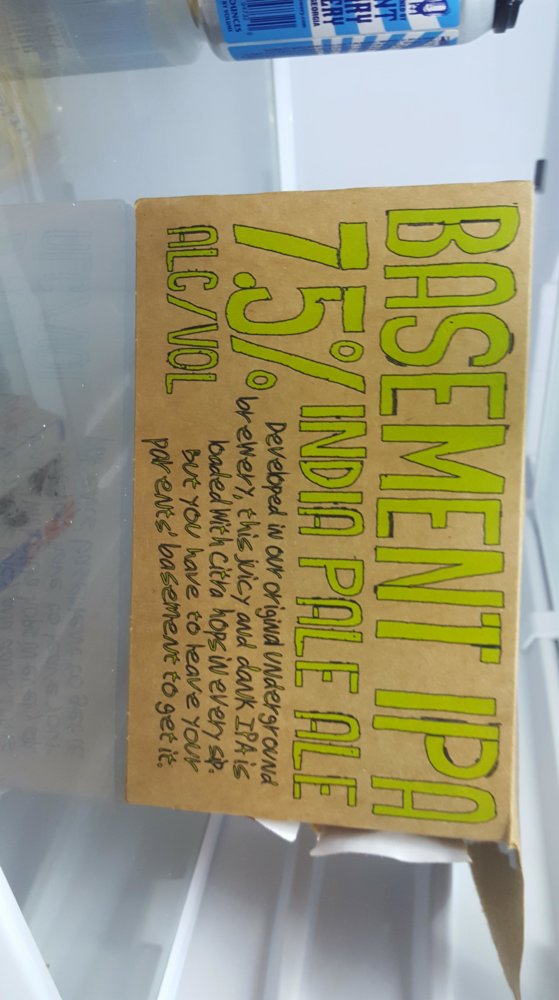 BASEMENT IPA
7.5% INDIA PALE ALE
ALC/VOL
Developed in our original underground
brewery, this juicy and dank IPA is
loaded with Citra hops in every sip.
But you have to leave your
parents' basement to get it.
GEORGIA